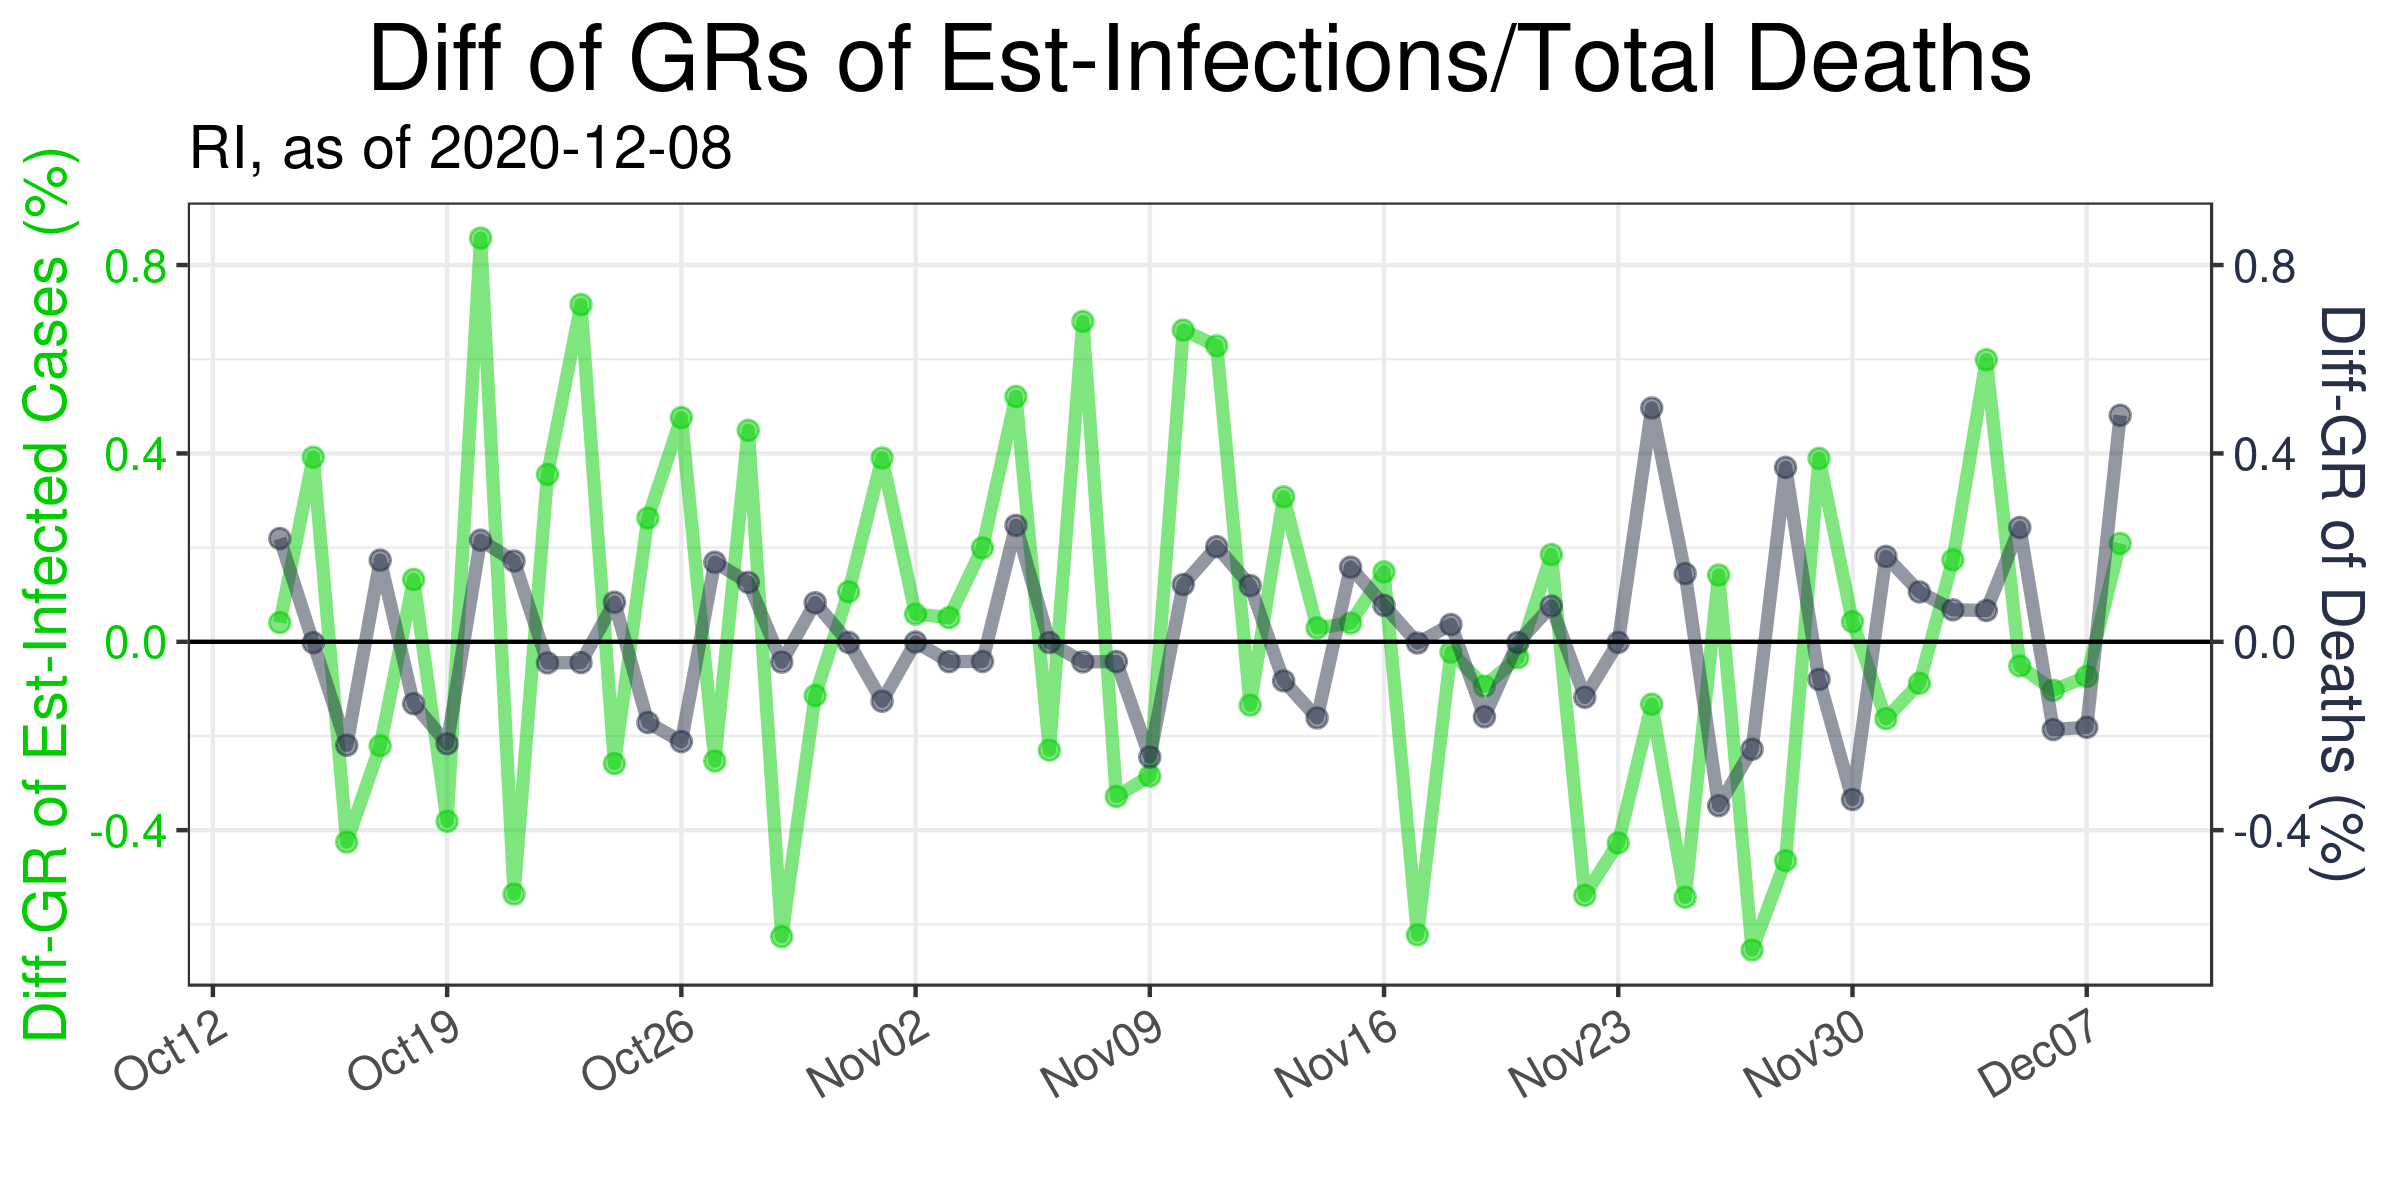 Diff of GRs of Est-Infections/Total Deaths
RI, as of 2020-12-08
Diff-GR of Est-Infected Cases (%)
0.8
0.4
0.0
-0.4
0.8
0.4
0.0
-0.4
Diff-GR of Deaths (%)
Oct12
Oct19
Oct26
Nov02
Nov09
Nov16
Nov23
Nov30
Dec07